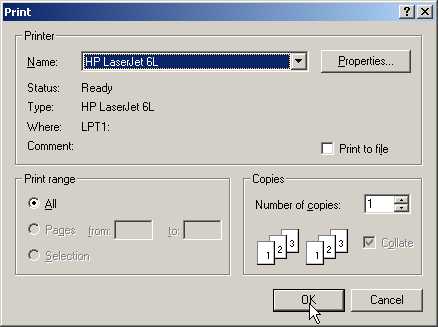 Print
Printer
Name: HP LaserJet 6L Properties...
Status: Ready
Type: HP LaserJet 6L
Where: LPT1:
Comment: Print to file
Print range
All
Pages from: to:
Selection
Copies
Number of copies: 1
1 2 3 1 2 3 Collate
OK Cancel